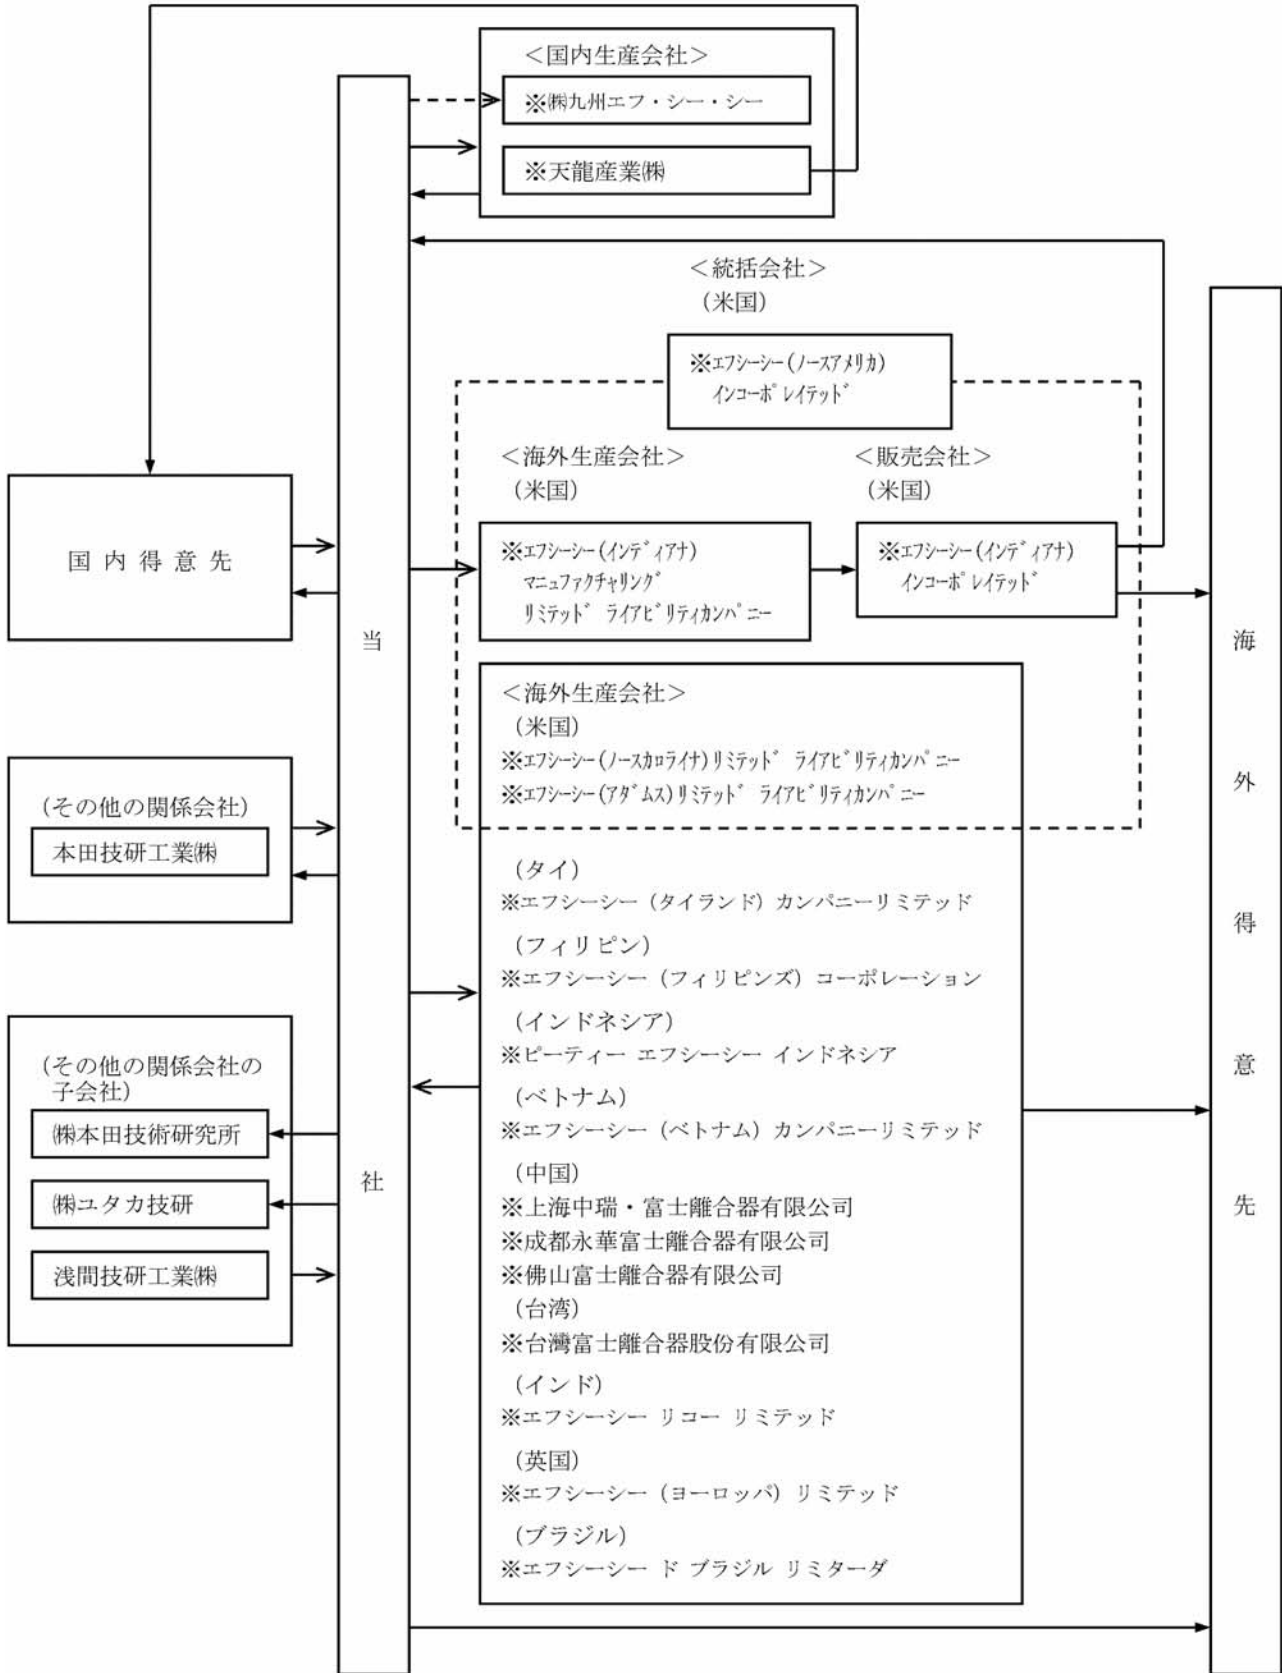 ＜国内生産会社＞
※㈱九州エフ・シー・シー
※天龍産業㈱
＜統括会社＞
（米国）
※ｴﾌｼｰｼｰ(ﾉｰｽｱﾒﾘｶ)
ｲﾝｺｰﾎﾟﾚｲﾃｯﾄﾞ
＜海外生産会社＞
（米国）
※ｴﾌｼｰｼｰ(ｲﾝﾃﾞｨｱﾅ)
ﾏﾆｭﾌｧｸﾁｬﾘﾝｸﾞ
ﾘﾐﾃｯﾄﾞ ﾗｲｱﾋﾞﾘﾃｨｶﾝﾊﾟﾆｰ
＜販売会社＞
（米国）
※ｴﾌｼｰｼｰ(ｲﾝﾃﾞｨｱﾅ)
ｲﾝｺｰﾎﾟﾚｲﾃｯﾄﾞ
国内得意先
（その他の関係会社）
本田技研工業㈱
（その他の関係会社の
子会社）
㈱本田技術研究所
㈱ユタカ技研
浅間技研工業㈱
当社
＜海外生産会社＞
（米国）
※ｴﾌｼｰｼｰ(ﾉｰｽｶﾛﾗｲﾅ)ﾘﾐﾃｯﾄﾞ ﾗｲｱﾋﾞﾘﾃｨｶﾝﾊﾟﾆｰ
※ｴﾌｼｰｼｰ(ｱﾀﾞﾑｽ)ﾘﾐﾃｯﾄﾞ ﾗｲｱﾋﾞﾘﾃｨｶﾝﾊﾟﾆｰ
（タイ）
※エフシーシー（タイランド）カンパニーリミテッド
（フィリピン）
※エフシーシー（フィリピンズ）コーポレーション
（インドネシア）
※ピーティー エフシーシー インドネシア
（ベトナム）
※エフシーシー（ベトナム）カンパニーリミテッド
（中国）
※上海中瑞・富士離合器有限公司
※成都永華富士離合器有限公司
※佛山富士離合器有限公司
（台湾）
※台灣富士離合器股份有限公司
（インド）
※エフシーシー リコー リミテッド
（英国）
※エフシーシー（ヨーロッパ）リミテッド
（ブラジル）
※エフシーシー ド ブラジル リミターダ
海外得意先